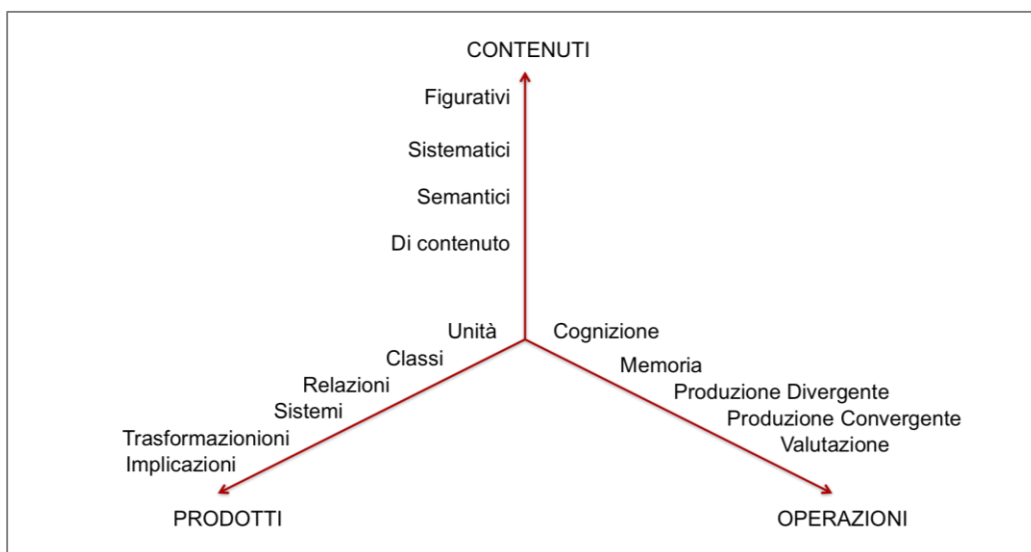 CONTENUTI
Figurativi
Sistematici
Semantici
Di contenuto
Unità
Classi
Relazioni
Sistemi
Trasformazionioni
Implicazioni
PRODOTTI
Cognizione
Memoria
Produzione Divergente
Produzione Convergente
Valutazione
OPERAZIONI